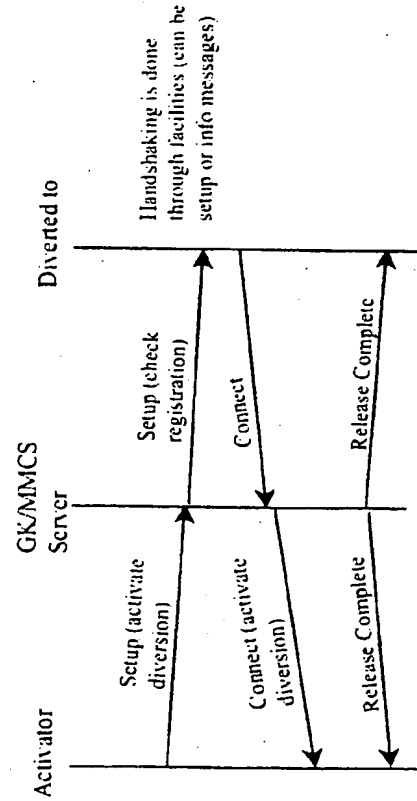 Activator
GK/MMCS
Server
Diverted to
Setup (activate
diversion)
Setup (check
registration)
Handshaking is done
through facilities (can be
setup or info messages)
Connect
Connect (activate
diversion)
Release Complete
Release Complete